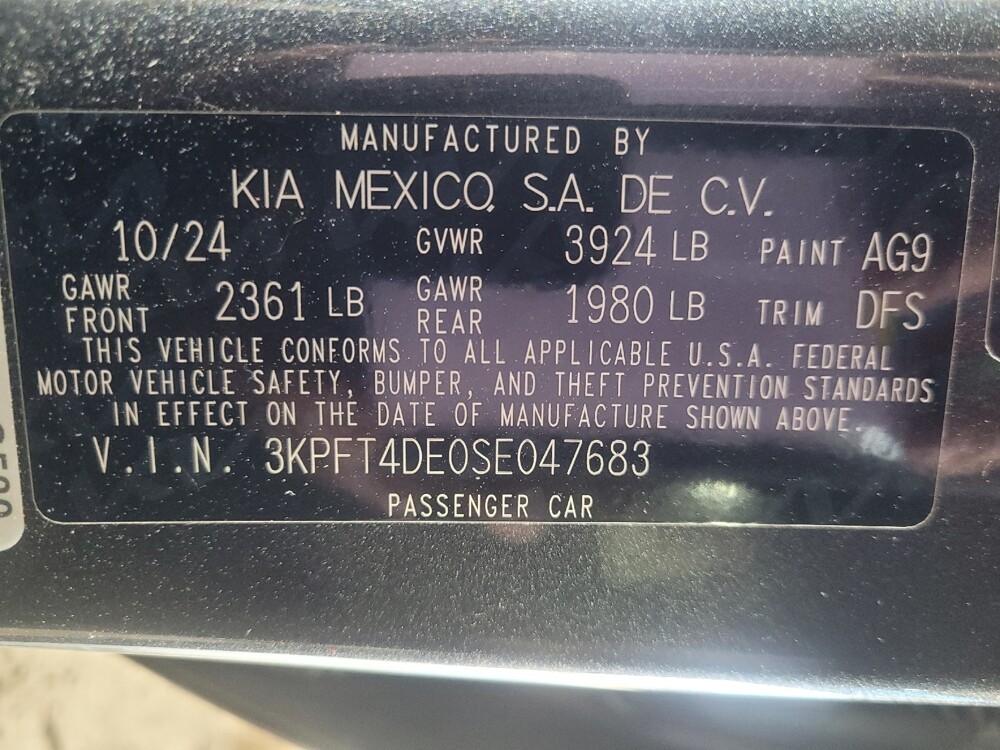 MANUFACTURED BY
KIA MEXICO, S.A. DE C.V.
10/24 GVWR 3924 LB PAINT AG9
GAWR FRONT 2361 LB GAWR REAR 1980 LB TRIM DFS
THIS VEHICLE CONFORMS TO ALL APPLICABLE U.S.A. FEDERAL
MOTOR VEHICLE SAFETY, BUMPER, AND THEFT PREVENTION STANDARDS
IN EFFECT ON THE DATE OF MANUFACTURE SHOWN ABOVE.
V.I.N. 3KPFT4DE0SE047683
PASSENGER CAR